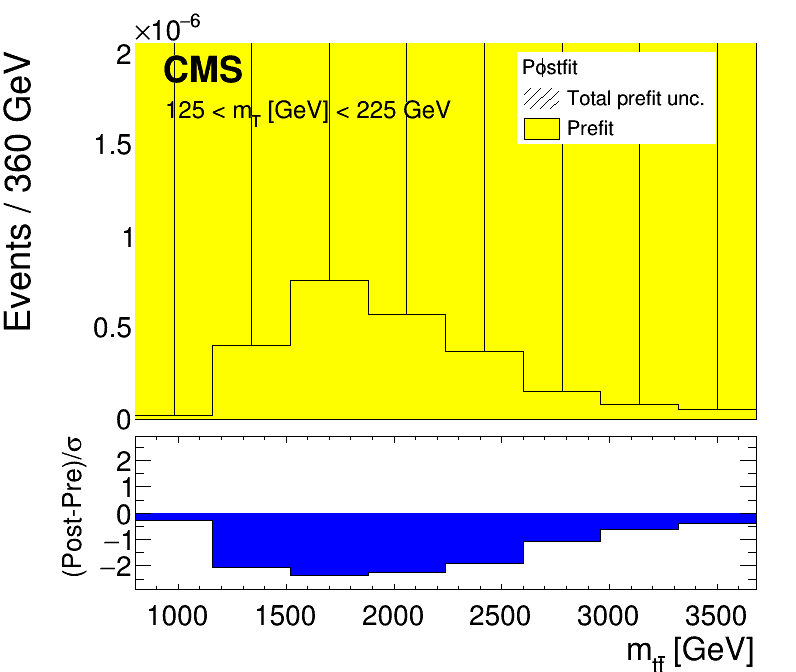 ×10⁻⁶
CMS
125 < m_T [GeV] < 225 GeV
Postfit
Total prefit unc.
Prefit
Events / 360 GeV
2
1.5
1
0.5
0
(Post-Pre)/σ
2
1
0
−1
−2
1000 1500 2000 2500 3000 3500
m_tt̄ [GeV]